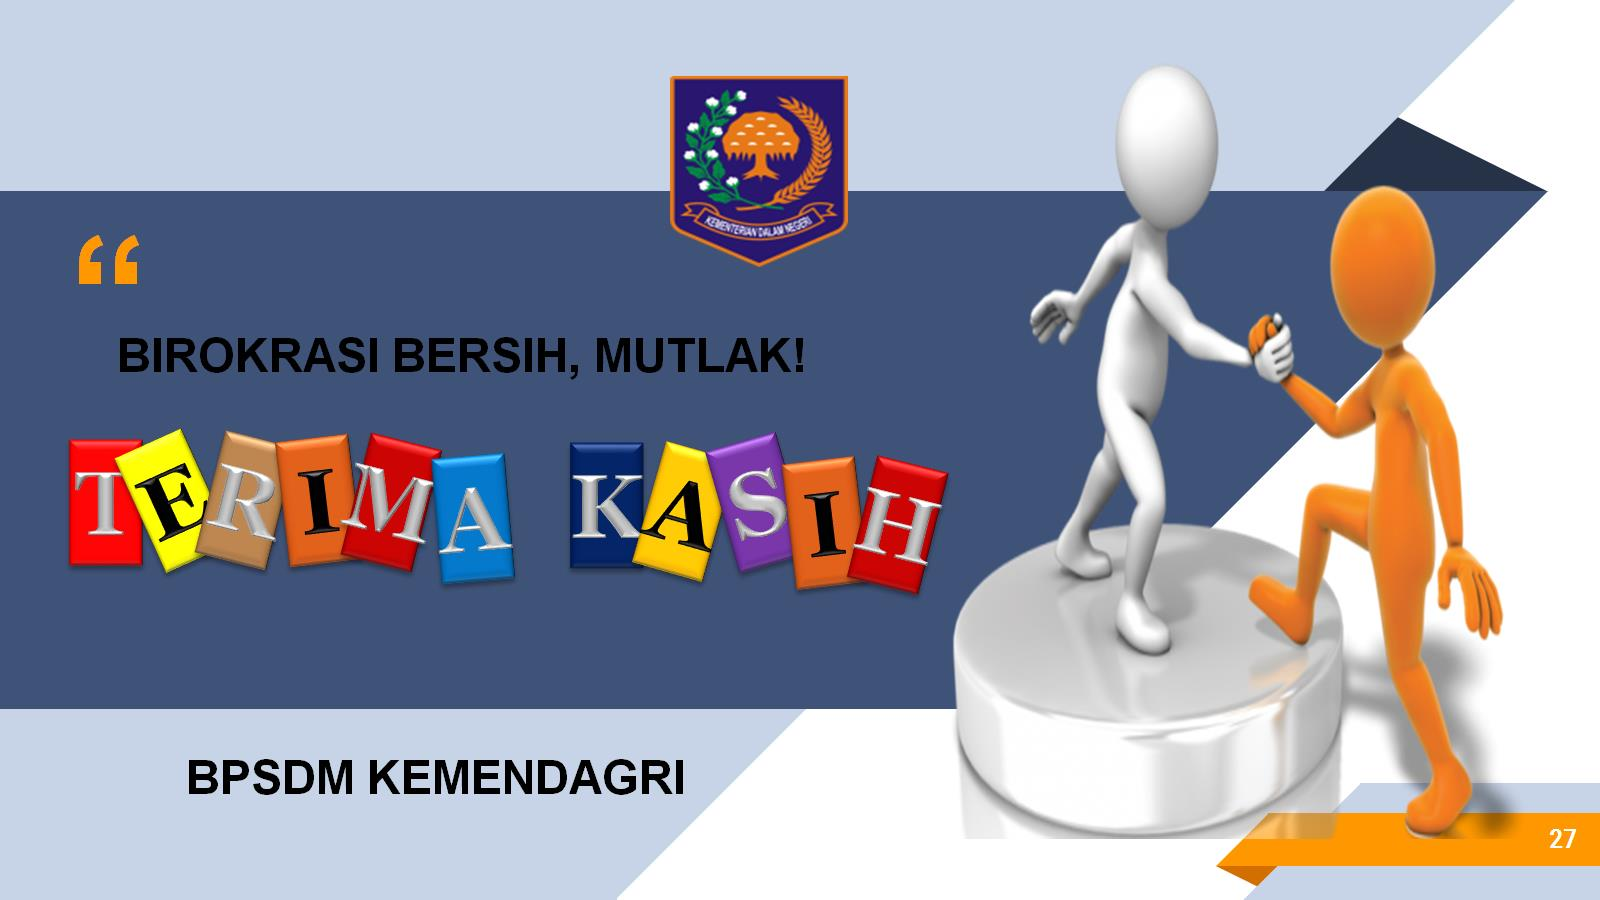 KEMENTERIAN DALAM NEGERI
“
BIROKRASI BERSIH, MUTLAK!
TERIMA KASIH
BPSDM KEMENDAGRI
27